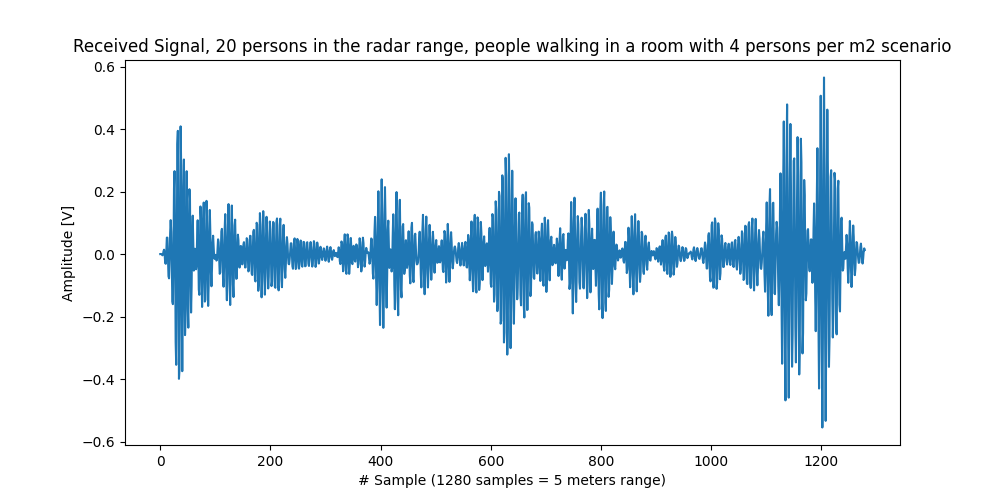 Received Signal, 20 persons in the radar range, people walking in a room with 4 persons per m2 scenario
0.6
0.4
0.2
0.0
−0.2
−0.4
−0.6
Amplitude [V]
0 200 400 600 800 1000 1200
# Sample (1280 samples = 5 meters range)